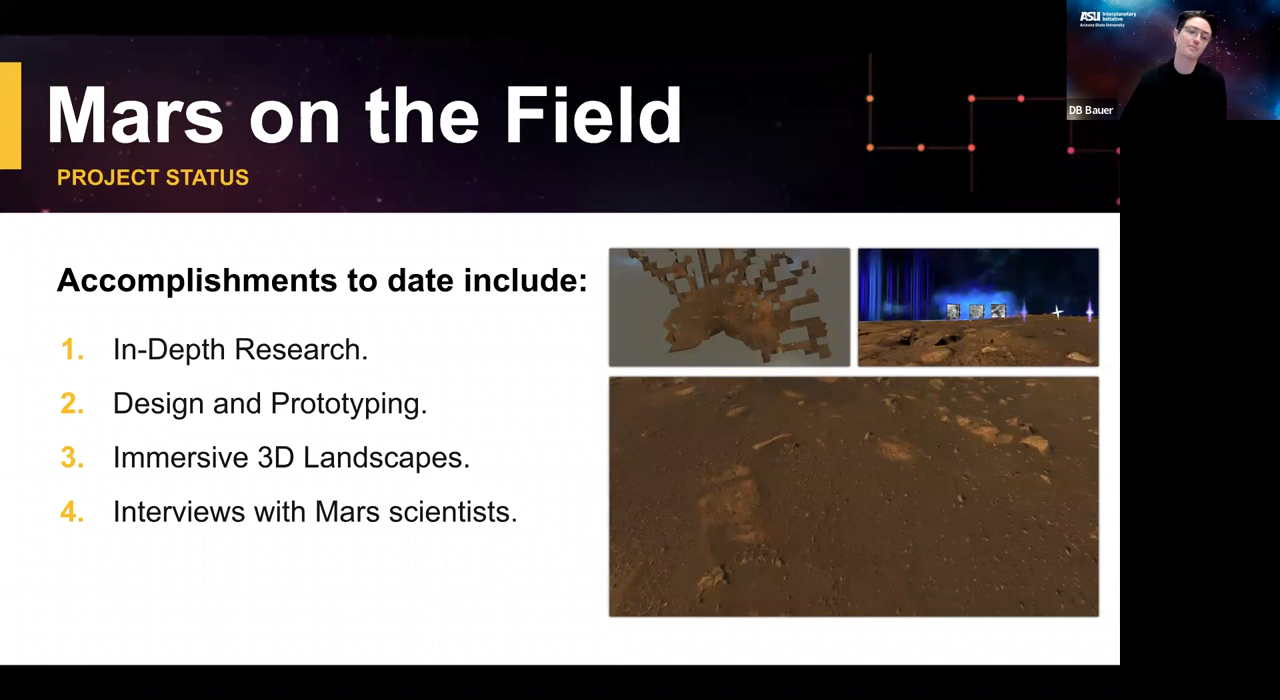 Mars on the Field
PROJECT STATUS
ASU Interplanetary
Initiative
Arizona State University
DB Bauer
Accomplishments to date include:
1. In-Depth Research.
2. Design and Prototyping.
3. Immersive 3D Landscapes.
4. Interviews with Mars scientists.